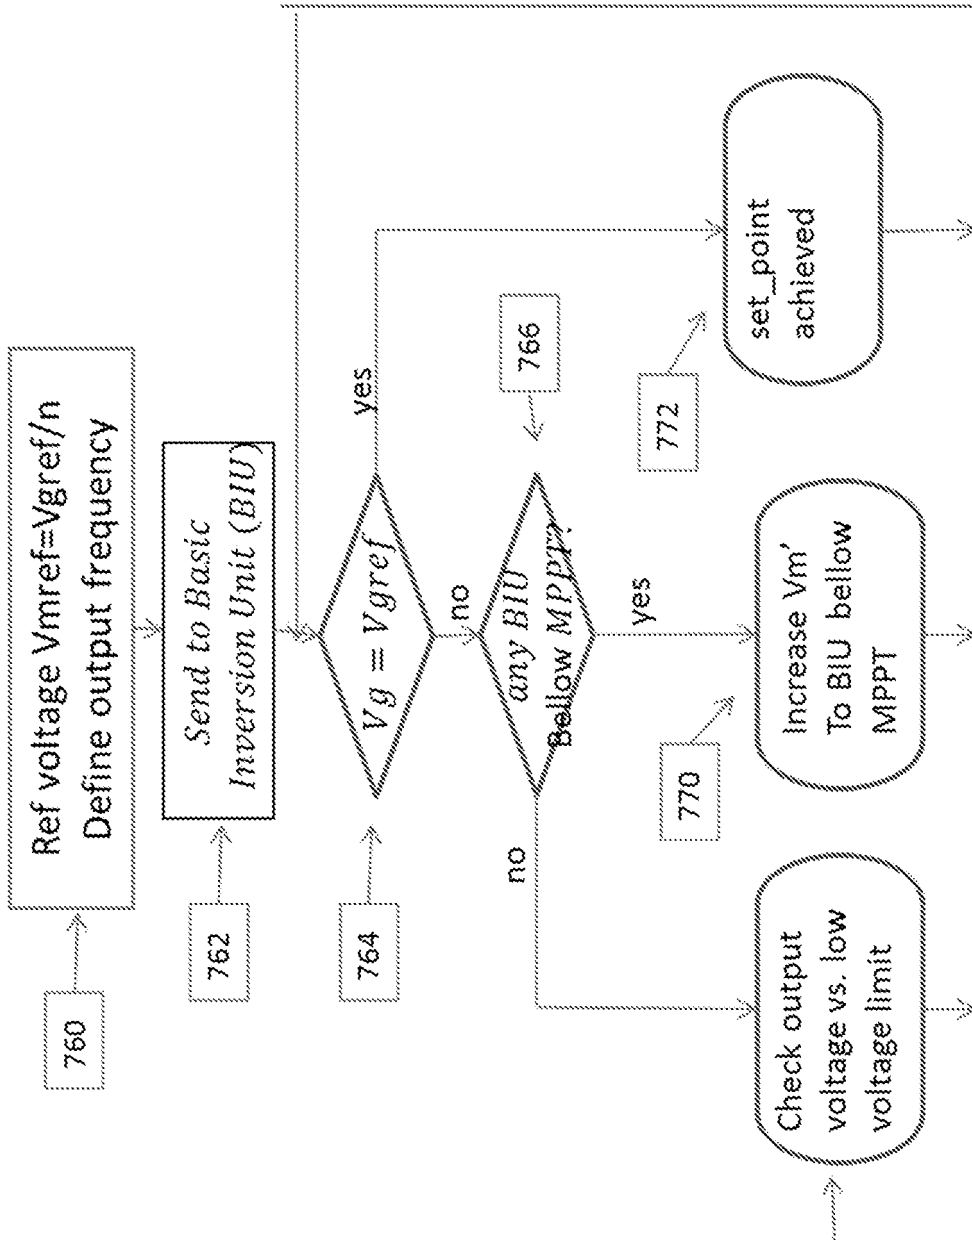 Ref voltage Vmref=Vgref/n
Define output frequency
760
Send to Basic
Inversion Unit (BIU)
762
Vg = Vgref
764
yes
no
any BIU
Bellow MPPT?
766
no
yes
Check output
voltage vs. low
voltage limit
770
Increase Vm'
To BIU bellow
MPPT
772
set_point
achieved